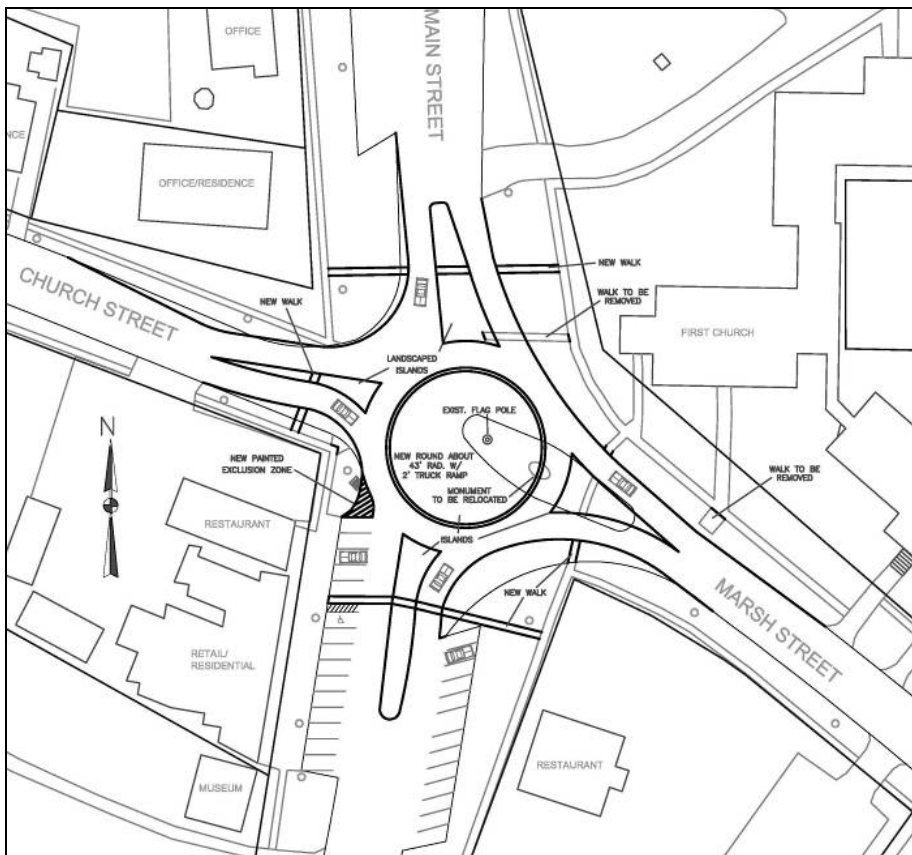 OFFICE
MAIN STREET
NCE
OFFICE/RESIDENCE
NEW WALK
CHURCH STREET
NEW WALK
WALK TO BE
REMOVED
FIRST CHURCH
LANDSCAPED
ISLANDS
EXIST. FLAG POLE
N
NEW PAINTED
EXCLUSION ZONE
NEW ROUND ABOUT
43' RAD. W/
2' TRUCK RAMP
MONUMENT
TO BE RELOCATED
WALK TO BE
REMOVED
RESTAURANT
ISLANDS
NEW WALK
MARSH STREET
RETAIL/
RESIDENTIAL
RESTAURANT
MUSEUM